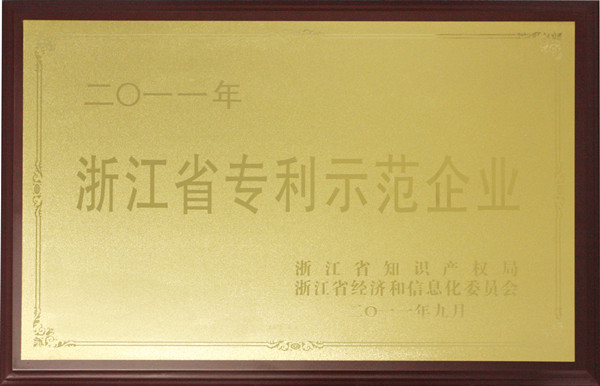 二〇一一年
浙江省专利示范企业
浙江省知识产权局
浙江省经济和信息化委员会
二〇一一年九月